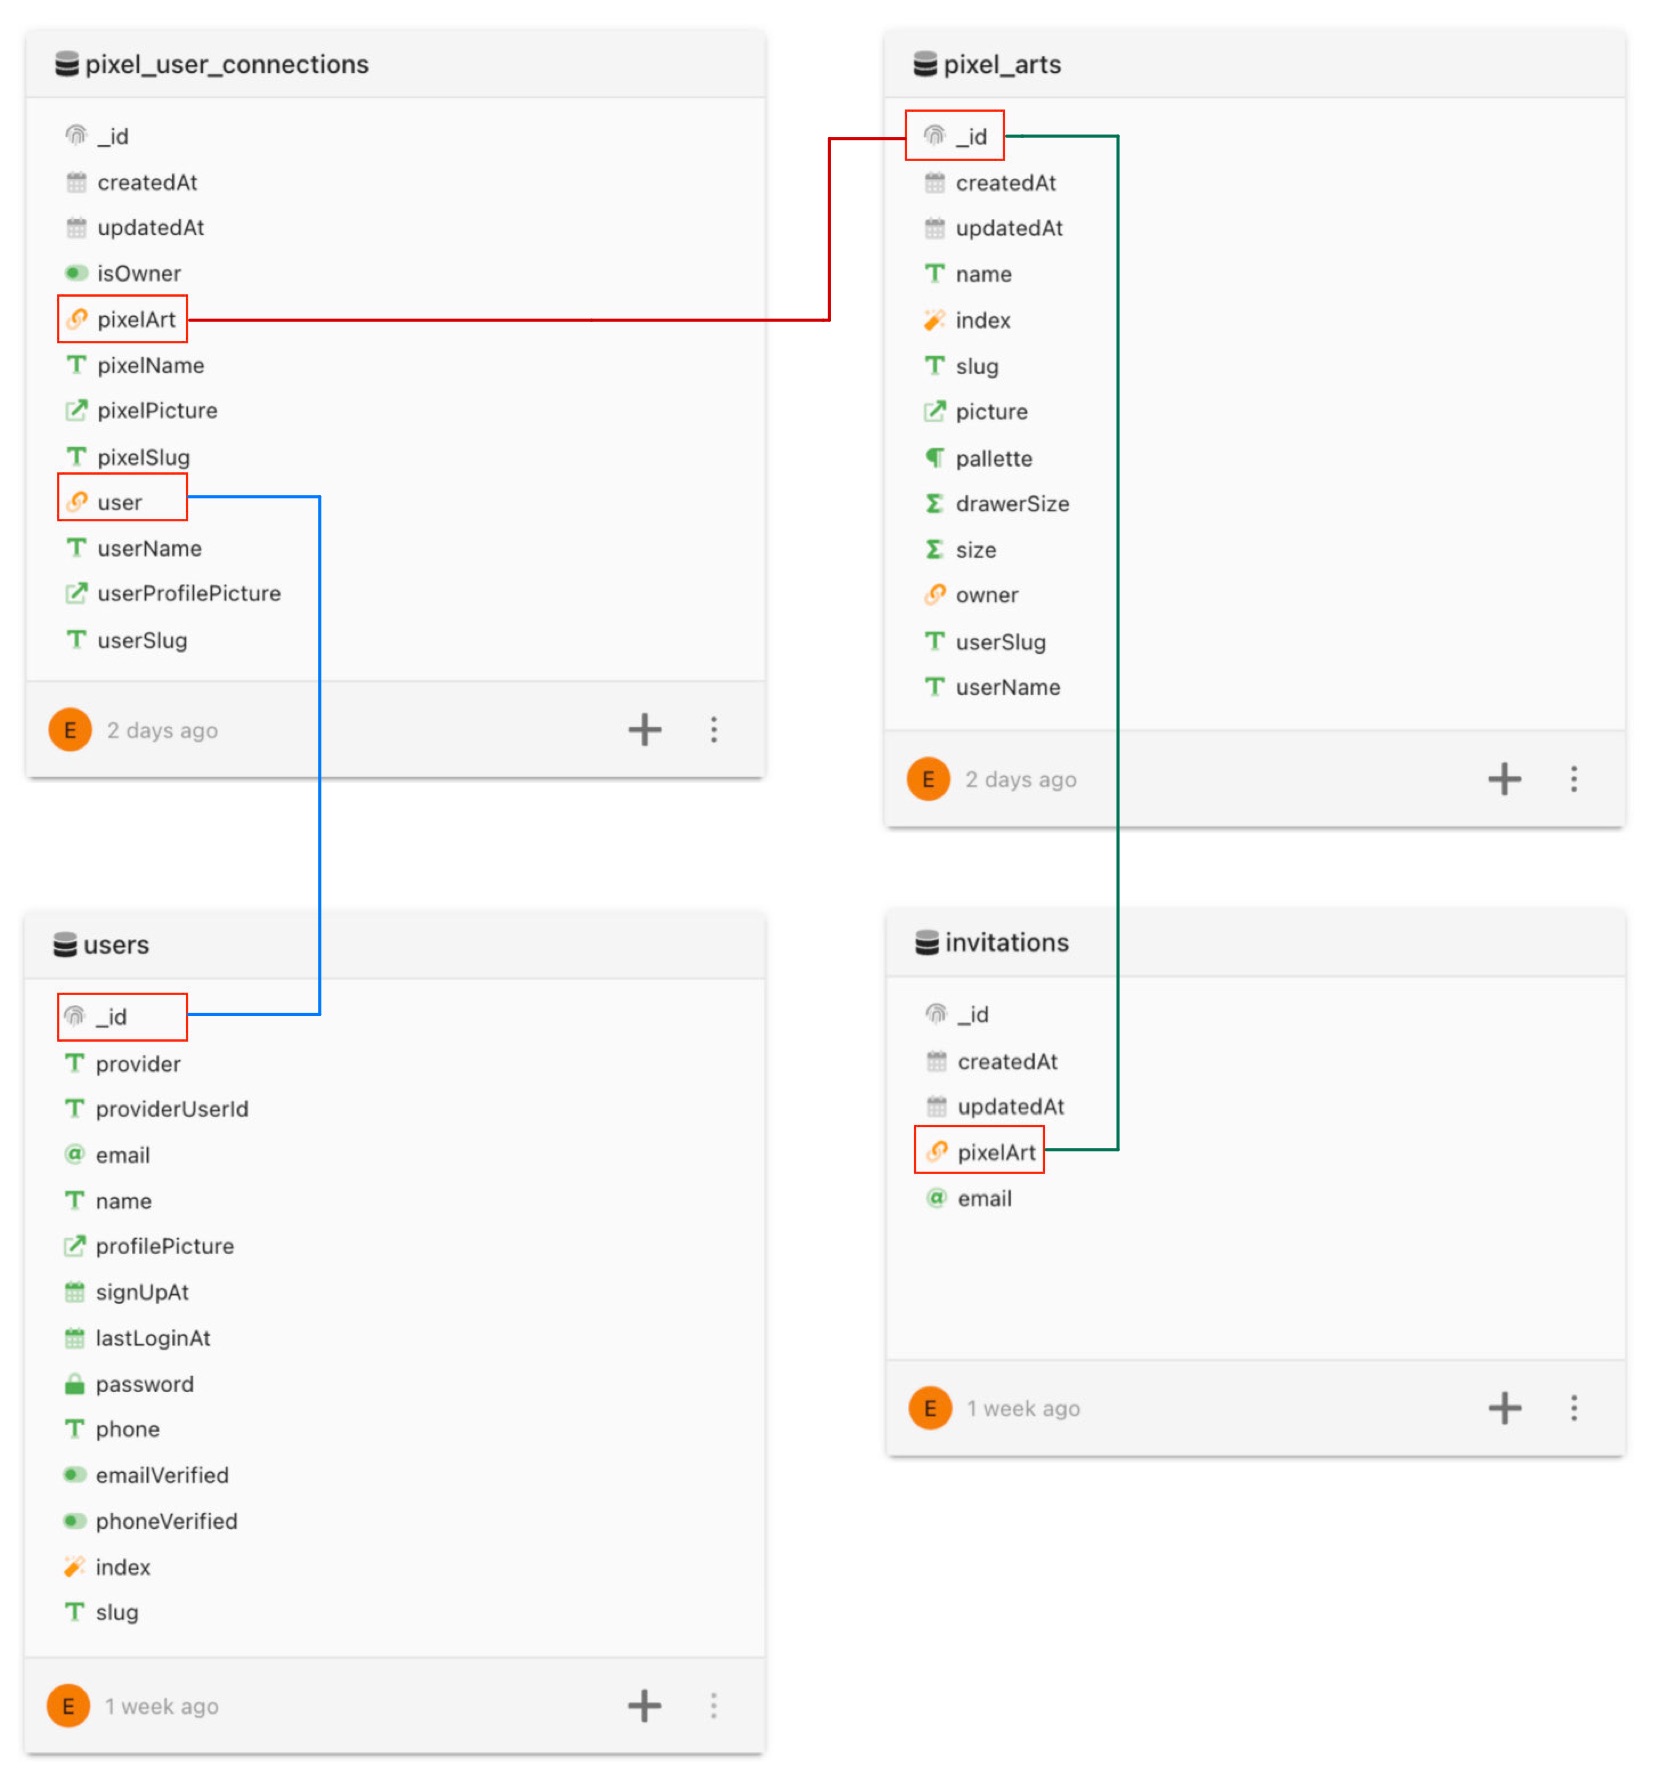 pixel_user_connections
_id
createdAt
updatedAt
isOwner
pixelArt
pixelName
pixelPicture
pixelSlug
user
userName
userProfilePicture
userSlug
E 2 days ago
pixel_arts
_id
createdAt
updatedAt
name
index
slug
picture
pallette
drawerSize
size
owner
userSlug
userName
E 2 days ago
users
_id
provider
providerUserId
email
name
profilePicture
signUpAt
lastLoginAt
password
phone
emailVerified
phoneVerified
index
slug
E 1 week ago
invitations
_id
createdAt
updatedAt
pixelArt
email
E 1 week ago